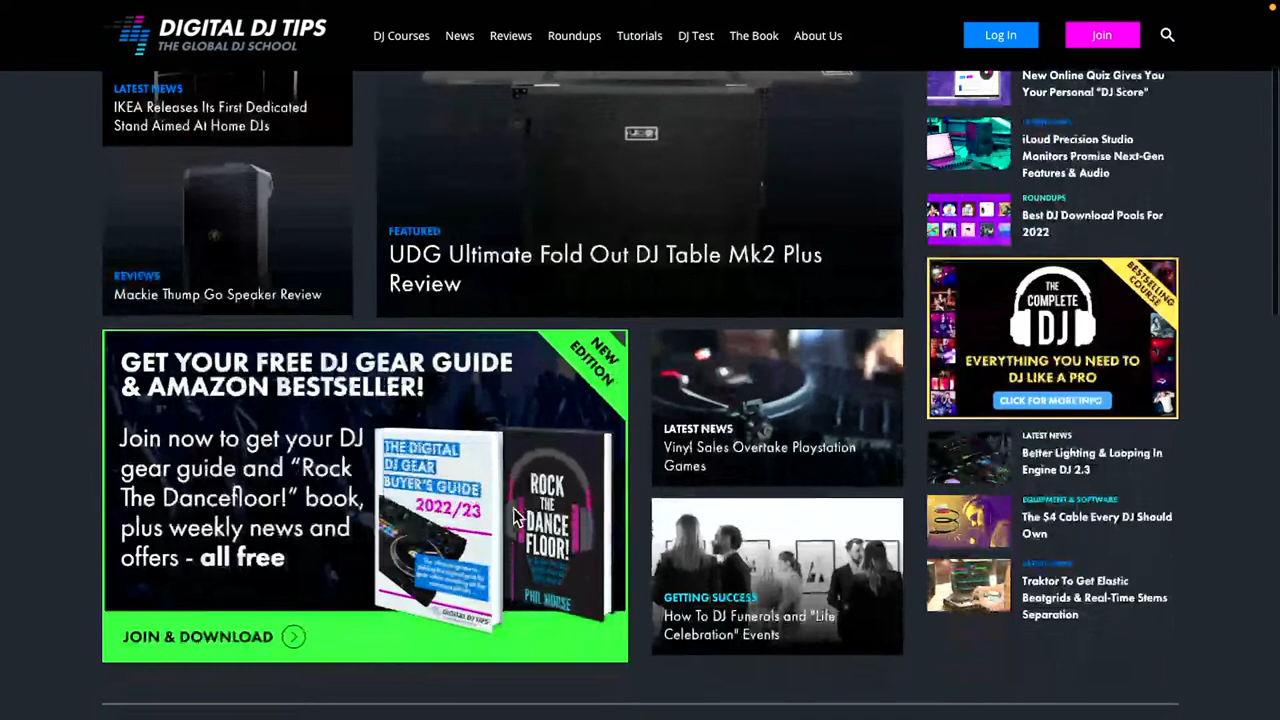 DIGITAL DJ TIPS
THE GLOBAL DJ SCHOOL
DJ Courses
News
Reviews
Roundups
Tutorials
DJ Test
The Book
About Us
Log In
Join
LATEST NEWS
IKEA Releases Its First Dedicated
Stand Aimed At Home DJs
REVIEWS
Mackie Thump Go Speaker Review
FEATURED
UDG Ultimate Fold Out DJ Table Mk2 Plus
Review
New Online Quiz Gives You
Your Personal "DJ Score"
iLoud Precision Studio
Monitors Promise Next-Gen
Features & Audio
ROUNDUPS
Best DJ Download Pools For
2022
BESTSELLING
COURSE
THE
COMPLETE
DJ
EVERYTHING YOU NEED TO
DJ LIKE A PRO
CLICK FOR MORE INFO
GET YOUR FREE DJ GEAR GUIDE
& AMAZON BESTSELLER!
NEW
EDITION
Join now to get your DJ
gear guide and "Rock
The Dancefloor!" book,
plus weekly news and
offers - all free
THE DIGITAL
DJ GEAR
BUYER'S GUIDE
2022/23
DIGITAL DJ TIPS
ROCK
THE
DANCE
FLOOR!
PHIL MORSE
JOIN & DOWNLOAD
LATEST NEWS
Vinyl Sales Overtake Playstation
Games
GETTING SUCCESS
How To DJ Funerals and "Life
Celebration" Events
LATEST NEWS
Better Lighting & Looping In
Engine DJ 2.3
EQUIPMENT & SOFTWARE
The $4 Cable Every DJ Should
Own
Traktor To Get Elastic
Beatgrids & Real-Time Stems
Separation